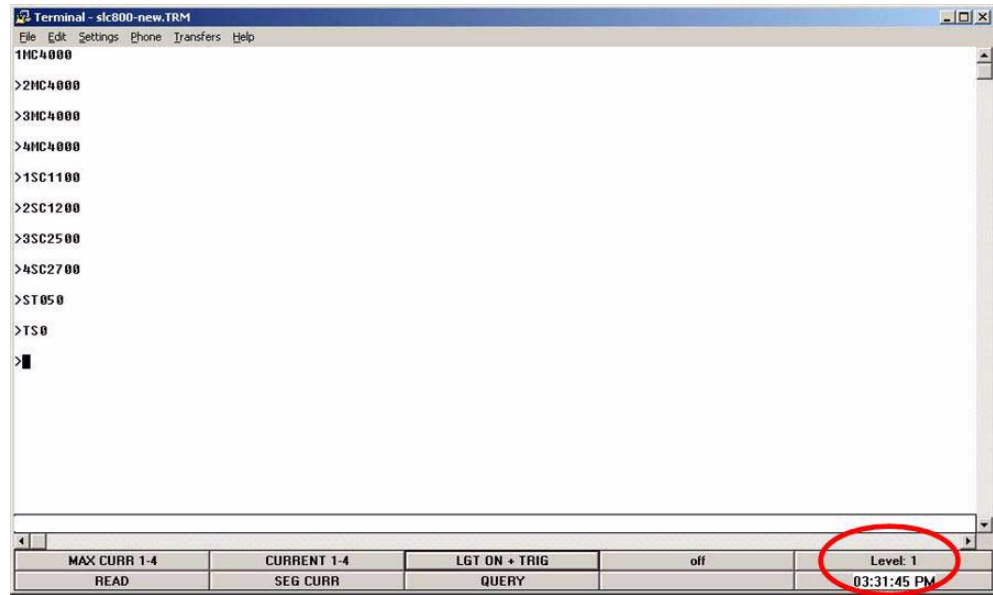 Terminal - slc800-new.TRM
File Edit Settings Phone Transfers Help
1MC4000
>2MC4000
>3MC4000
>4MC4000
>1SC1100
>2SC1200
>3SC2500
>4SC2700
>ST050
>TS0
>
MAX CURR 1-4 CURRENT 1-4 LGT ON + TRIG off Level: 1
READ SEG CURR QUERY 03:31:45 PM